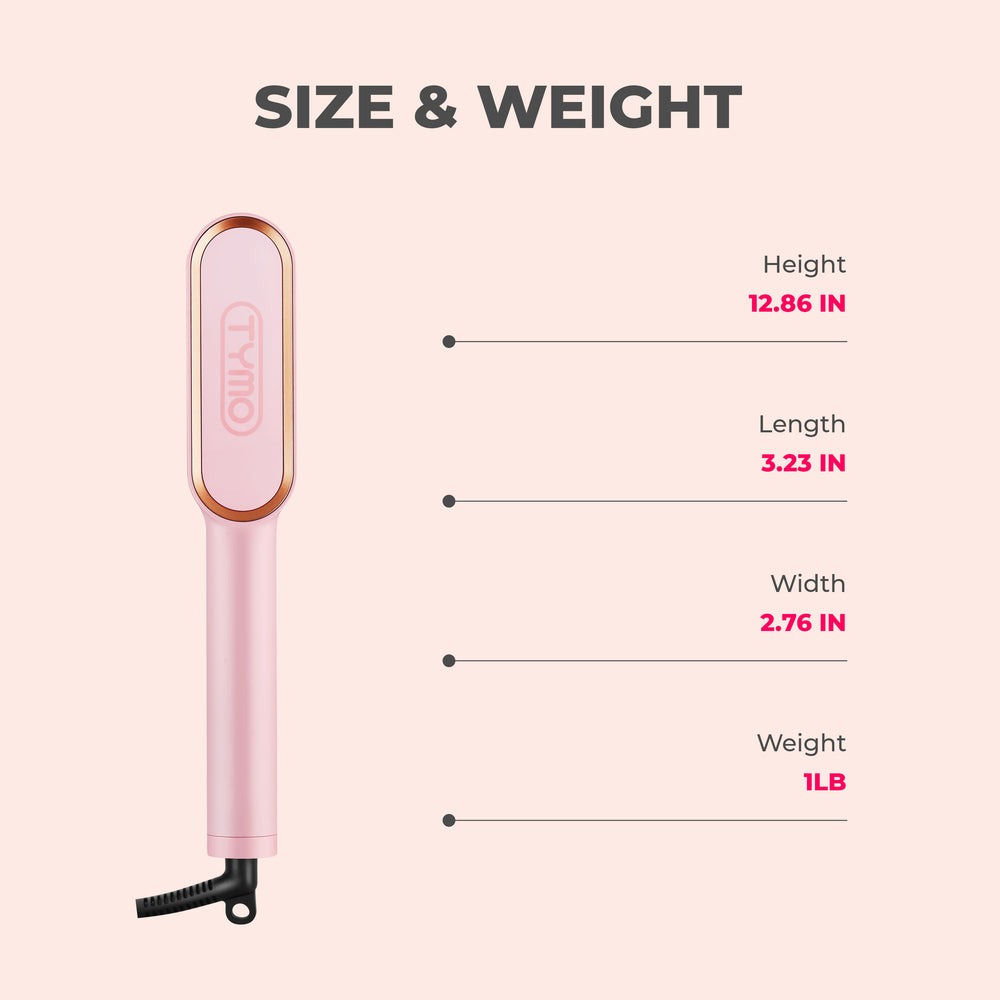 SIZE & WEIGHT
TYMO
Height
12.86 IN
Length
3.23 IN
Width
2.76 IN
Weight
1LB